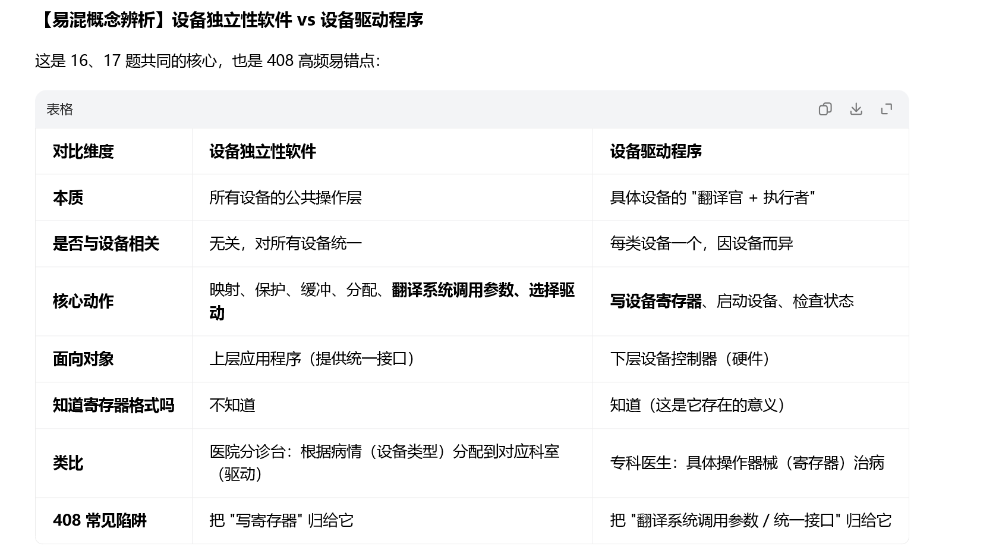 【易混概念辨析】设备独立性软件 vs 设备驱动程序
这是 16、17 题共同的核心，也是 408 高频易错点：
表格
对比维度 设备独立性软件 设备驱动程序
本质 所有设备的公共操作层 具体设备的 "翻译官 + 执行者"
是否与设备相关 无关，对所有设备统一 每类设备一个，因设备而异
核心动作 映射、保护、缓冲、分配、翻译系统调用参数、选择驱
动 写设备寄存器、启动设备、检查状态
面向对象 上层应用程序（提供统一接口） 下层设备控制器（硬件）
知道寄存器格式吗 不知道 知道（这是它存在的意义）
类比 医院分诊台：根据病情（设备类型）分配到对应科室
（驱动） 专科医生：具体操作器械（寄存器）治病
408 常见陷阱 把 "写寄存器" 归给它 把 "翻译系统调用参数 / 统一接口" 归给它